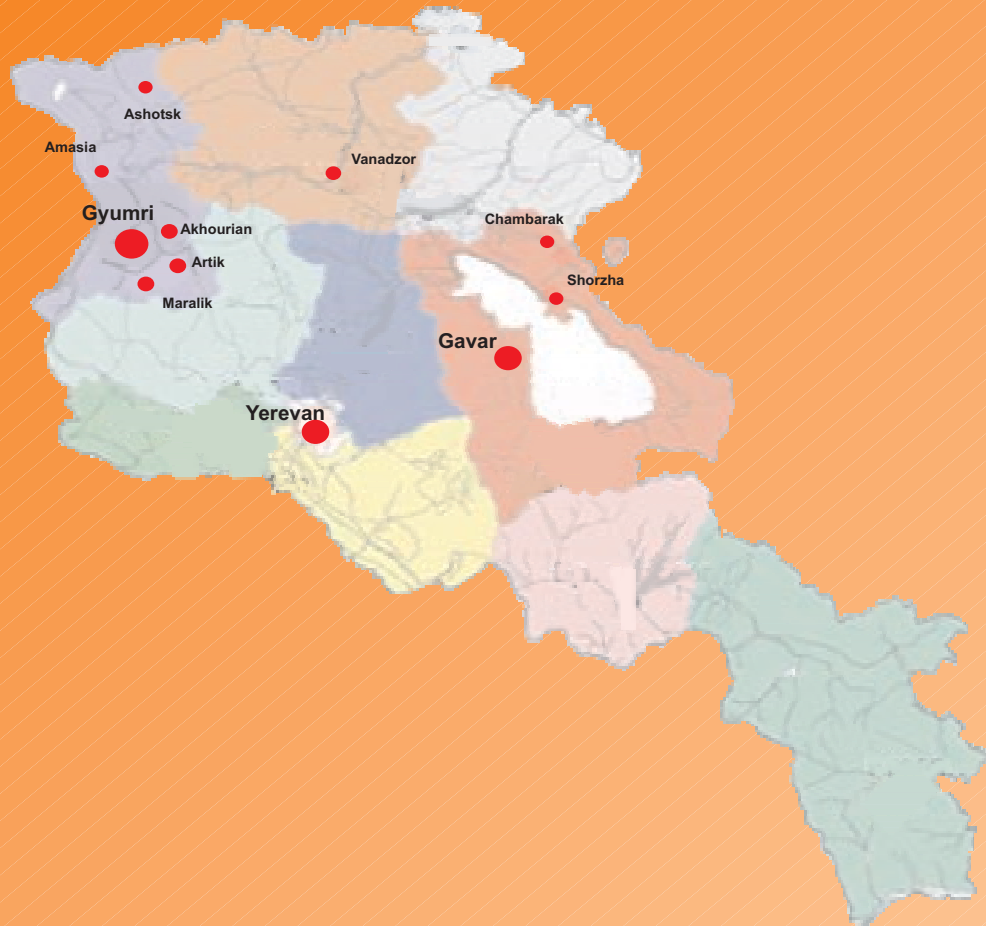 Ashotsk
Amasia
Vanadzor
Gyumri
Chambarak
Akhourian
Artik
Shorzha
Maralik
Gavar
Yerevan